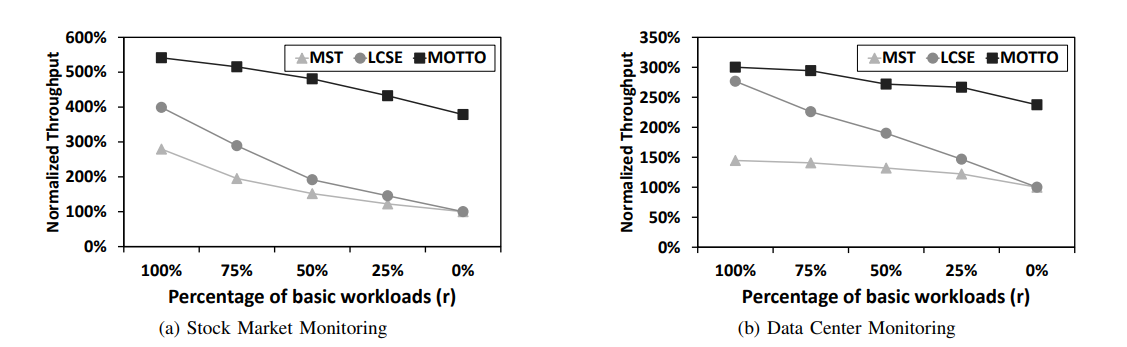 600%
500%
400%
300%
200%
100%
0%
Normalized Throughput
MST LCSE MOTTO
100% 75% 50% 25% 0%
Percentage of basic workloads (r)
(a) Stock Market Monitoring
350%
300%
250%
200%
150%
100%
50%
0%
Normalized Throughput
MST LCSE MOTTO
100% 75% 50% 25% 0%
Percentage of basic workloads (r)
(b) Data Center Monitoring